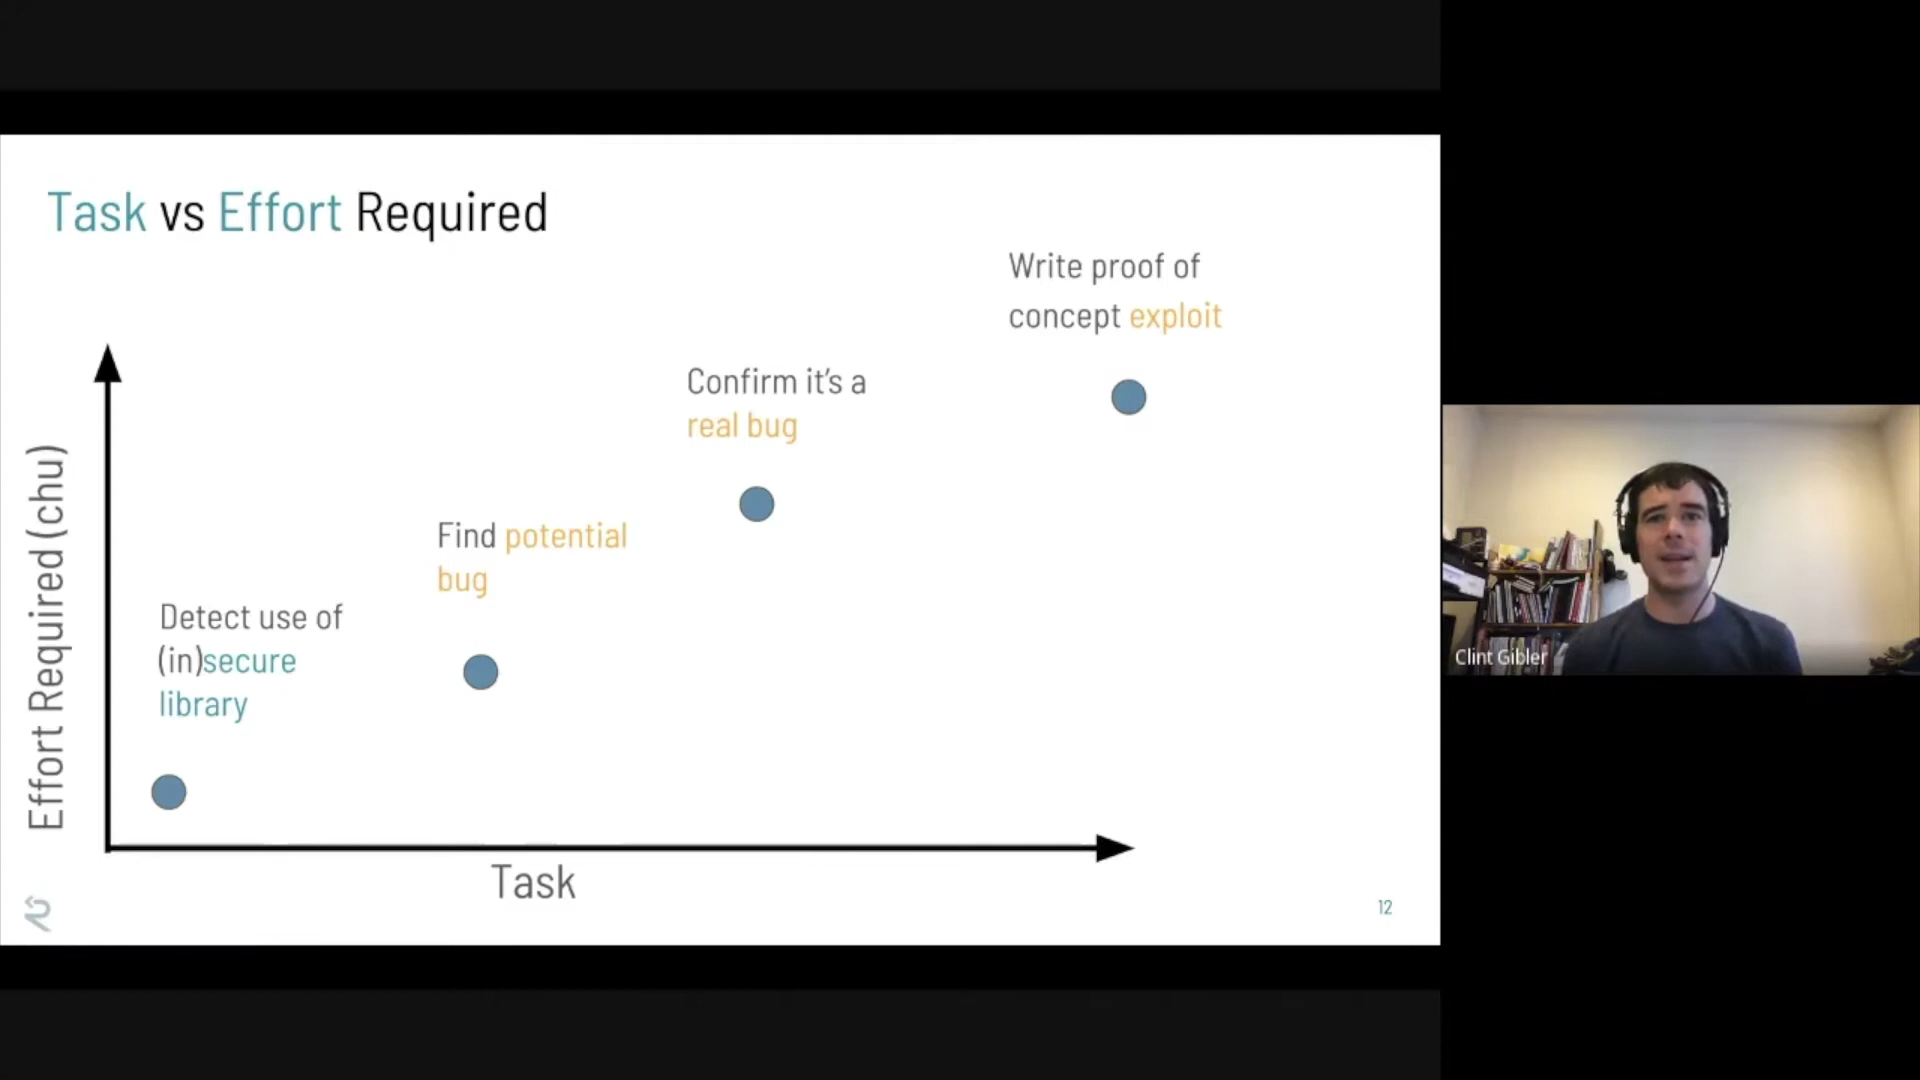 Task vs Effort Required
Write proof of
concept exploit
Confirm it's a
real bug
Find potential
bug
Detect use of
(in)secure
library
Effort Required (chu)
Task
12
Clint Gibler